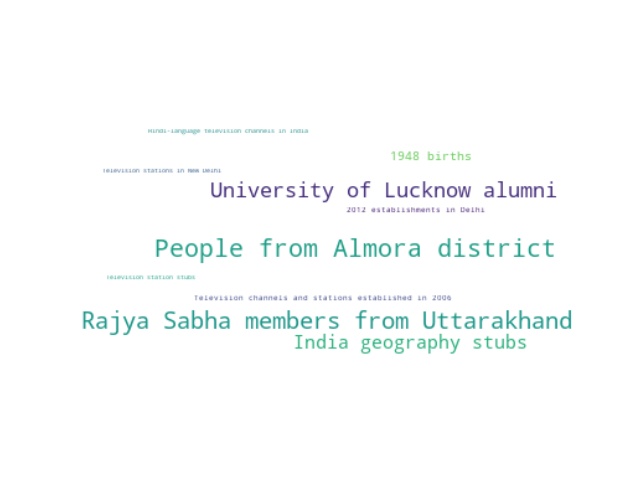 Hindi-language television channels in India
1948 births
Television stations in New Delhi
University of Lucknow alumni
2012 establishments in Delhi
People from Almora district
Television station stubs
Television channels and stations established in 2006
Rajya Sabha members from Uttarakhand
India geography stubs